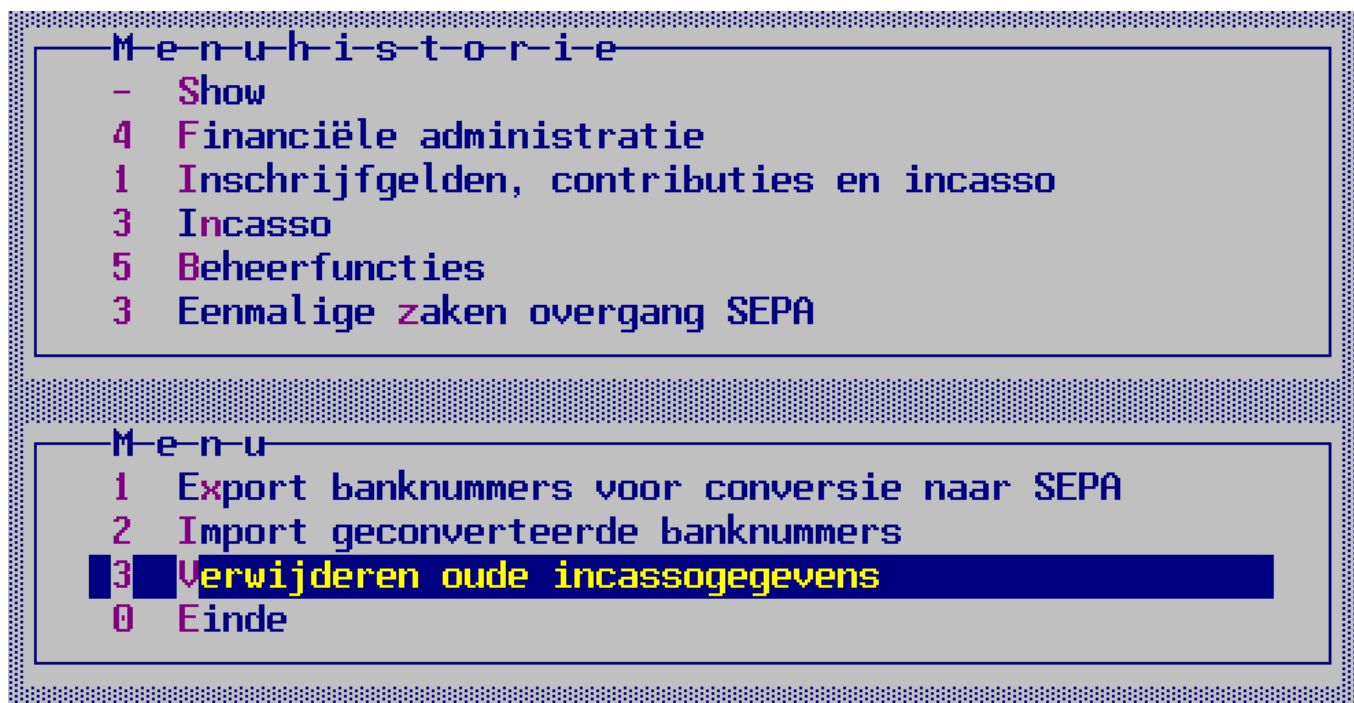 M-e-n-u-h-i-s-t-o-r-i-e
- Show
4 Financiële administratie
1 Inschrijfgelden, contributies en incasso
3 Incasso
5 Beheerfuncties
3 Eenmalige zaken overgang SEPA
M-e-n-u
1 Export banknummers voor conversie naar SEPA
2 Import geconverteerde banknummers
3 Verwijderen oude incassogegevens
0 Einde